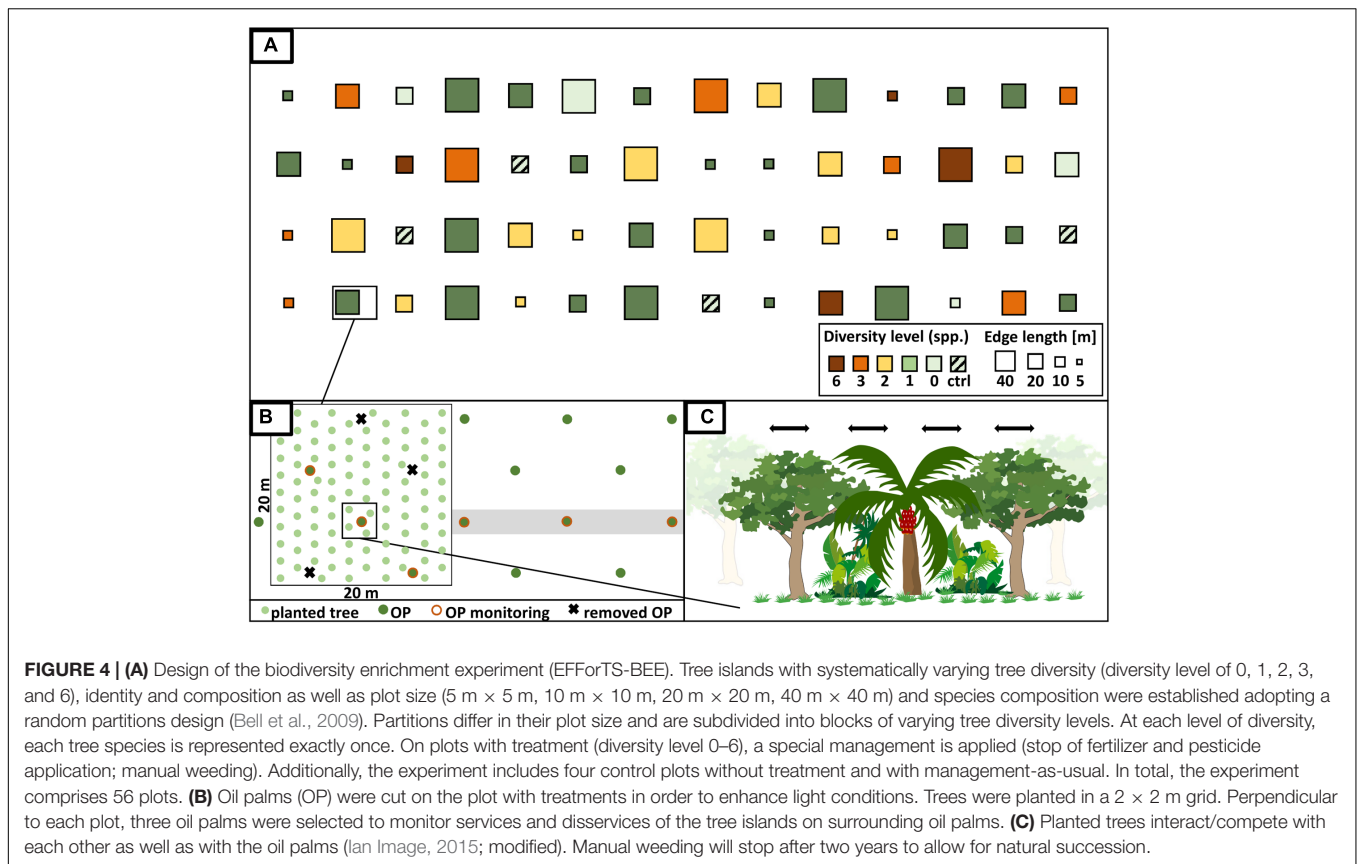 A
Diversity level (spp.) Edge length [m]
6 3 2 1 0 ctrl 40 20 10 5
B
20 m
20 m
planted tree OP OP monitoring removed OP
C
FIGURE 4 | (A) Design of the biodiversity enrichment experiment (EFForTS-BEE). Tree islands with systematically varying tree diversity (diversity level of 0, 1, 2, 3,
and 6), identity and composition as well as plot size (5 m × 5 m, 10 m × 10 m, 20 m × 20 m, 40 m × 40 m) and species composition were established adopting a
random partitions design (Bell et al., 2009). Partitions differ in their plot size and are subdivided into blocks of varying tree diversity levels. At each level of diversity,
each tree species is represented exactly once. On plots with treatment (diversity level 0–6), a special management is applied (stop of fertilizer and pesticide
application; manual weeding). Additionally, the experiment includes four control plots without treatment and with management-as-usual. In total, the experiment
comprises 56 plots. (B) Oil palms (OP) were cut on the plot with treatments in order to enhance light conditions. Trees were planted in a 2 × 2 m grid. Perpendicular
to each plot, three oil palms were selected to monitor services and disservices of the tree islands on surrounding oil palms. (C) Planted trees interact/compete with
each other as well as with the oil palms (Ian Image, 2015; modified). Manual weeding will stop after two years to allow for natural succession.